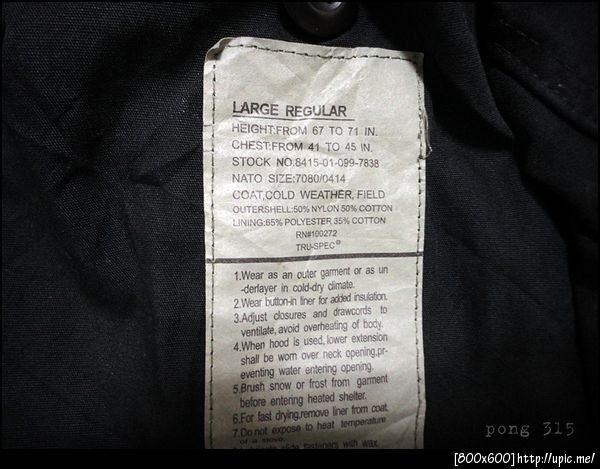 LARGE REGULAR
HEIGHT:FROM 67 TO 71 IN.
CHEST:FROM 41 TO 45 IN.
STOCK NO.8415-01-099-7838
NATO SIZE:7080/0414
COAT,COLD WEATHER, FIELD
OUTERSHELL:50% NYLON 50% COTTON
LINING:65% POLYESTER 35% COTTON
RN#100272
TRU-SPEC®
1.Wear as an outer garment or as un
-derlayer in cold-dry climate.
2.Wear button-in liner for added insulation.
3.Adjust closures and drawcords to
ventilate, avoid overheating of body.
4.When hood is used, lower extension
shall be worn over neck opening,pr-
eventing water entering opening.
5.Brush snow or frost from garment
before entering heated shelter.
6.For fast drying,remove liner from coat.
7.Do not expose to heat temperature
of a stove.
slide fasteners with wax.
pong 315
[800x600]http://upic.me/